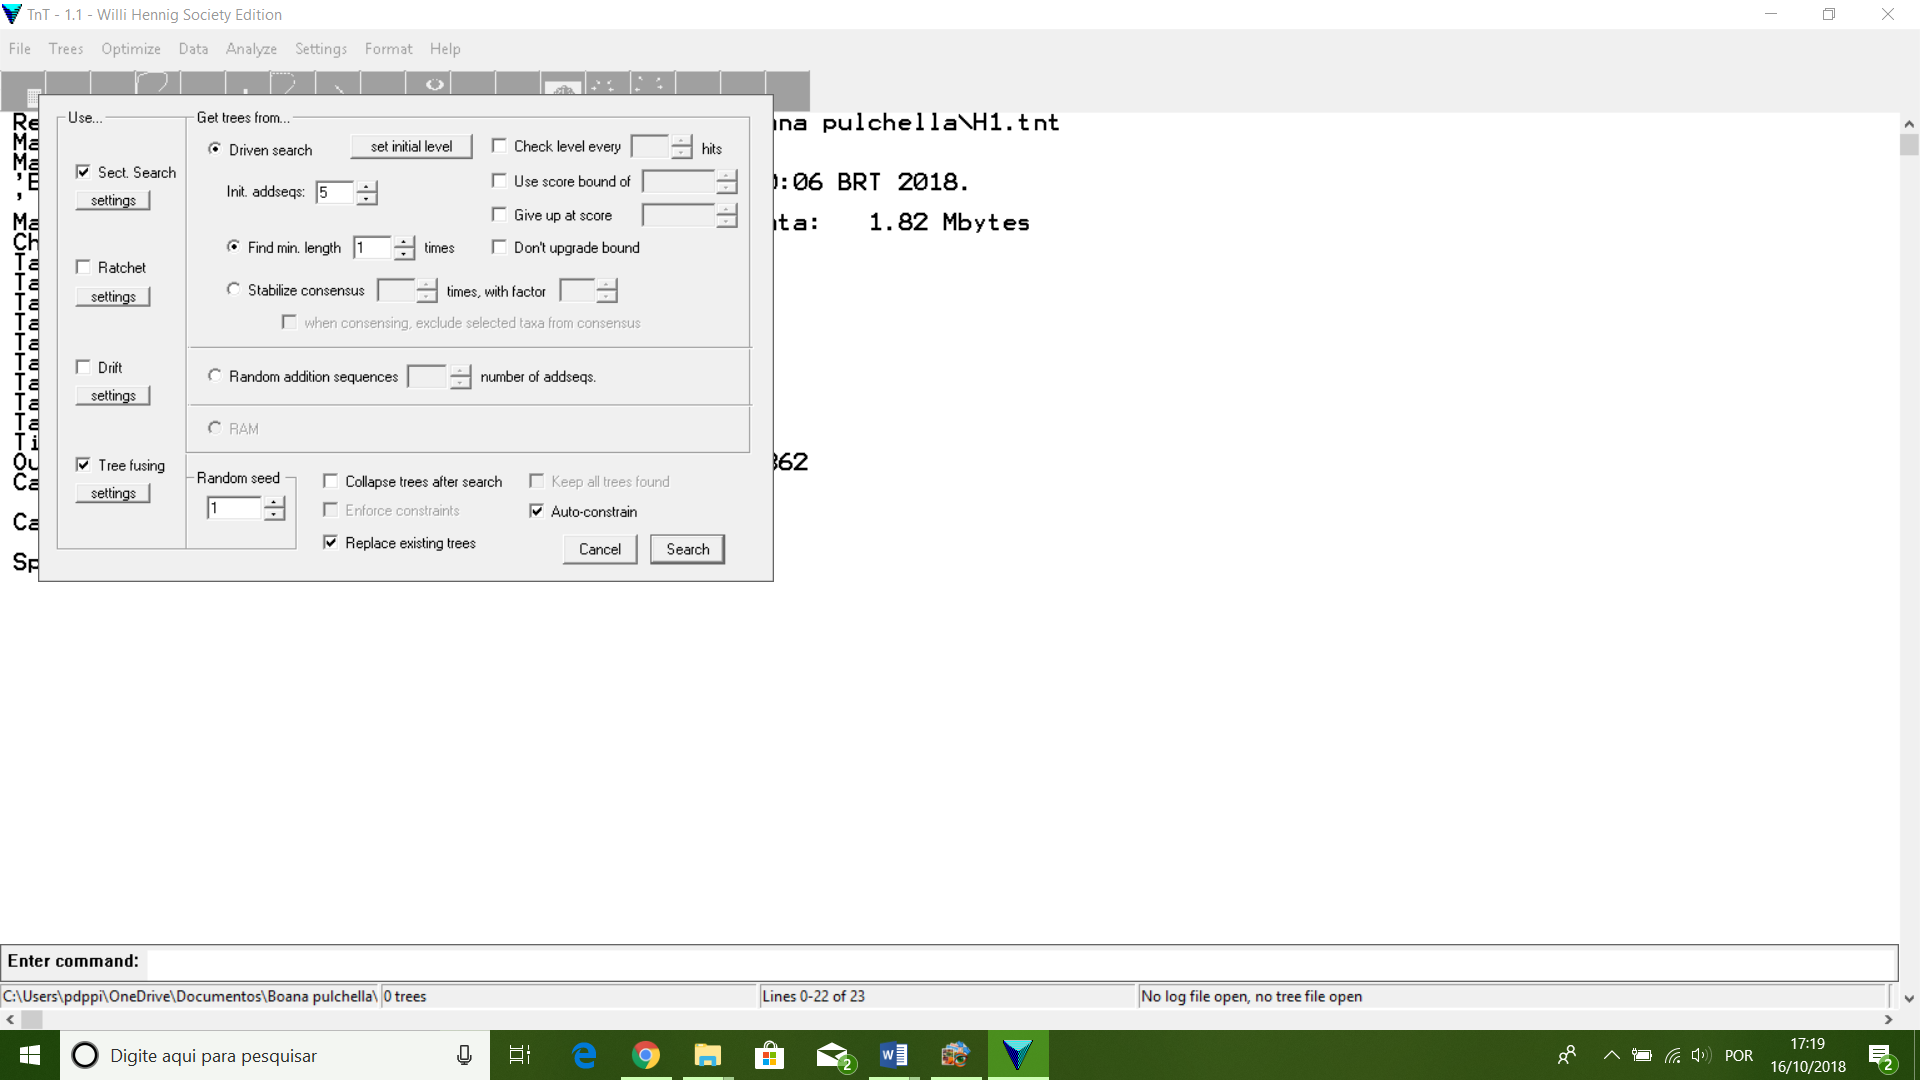 TnT - 1.1 - Willi Hennig Society Edition
File Trees Optimize Data Analyze Settings Format Help
Use...
Sect. Search
settings
Ratchet
settings
Drift
settings
Tree fusing
settings
Get trees from...
Driven search set initial level Check level every hits
Init. addseqs: 5 Use score bound of
Give up at score
Find min. length 1 times Don't upgrade bound
Stabilize consensus times, with factor
when consensing, exclude selected taxa from consensus
Random addition sequences number of addseqs.
RAM
Random seed
1
Collapse trees after search Keep all trees found
Enforce constraints Auto-constrain
Replace existing trees
Cancel Search
Re
Ma
Ma
Ma
Ch
Ta
Ta
Ta
Ta
Ta
Ta
Ta
Ta
Ta
Ti
Ou
Ca
Ca
Sp
na pulchella\H1.tnt
:06 BRT 2018.
ta: 1.82 Mbytes
862
Enter command:
C:\Users\pdppi\OneDrive\Documentos\Boana pulchella\ 0 trees Lines 0-22 of 23 No log file open, no tree file open
Digite aqui para pesquisar 2 POR 17:19
16/10/2018 2